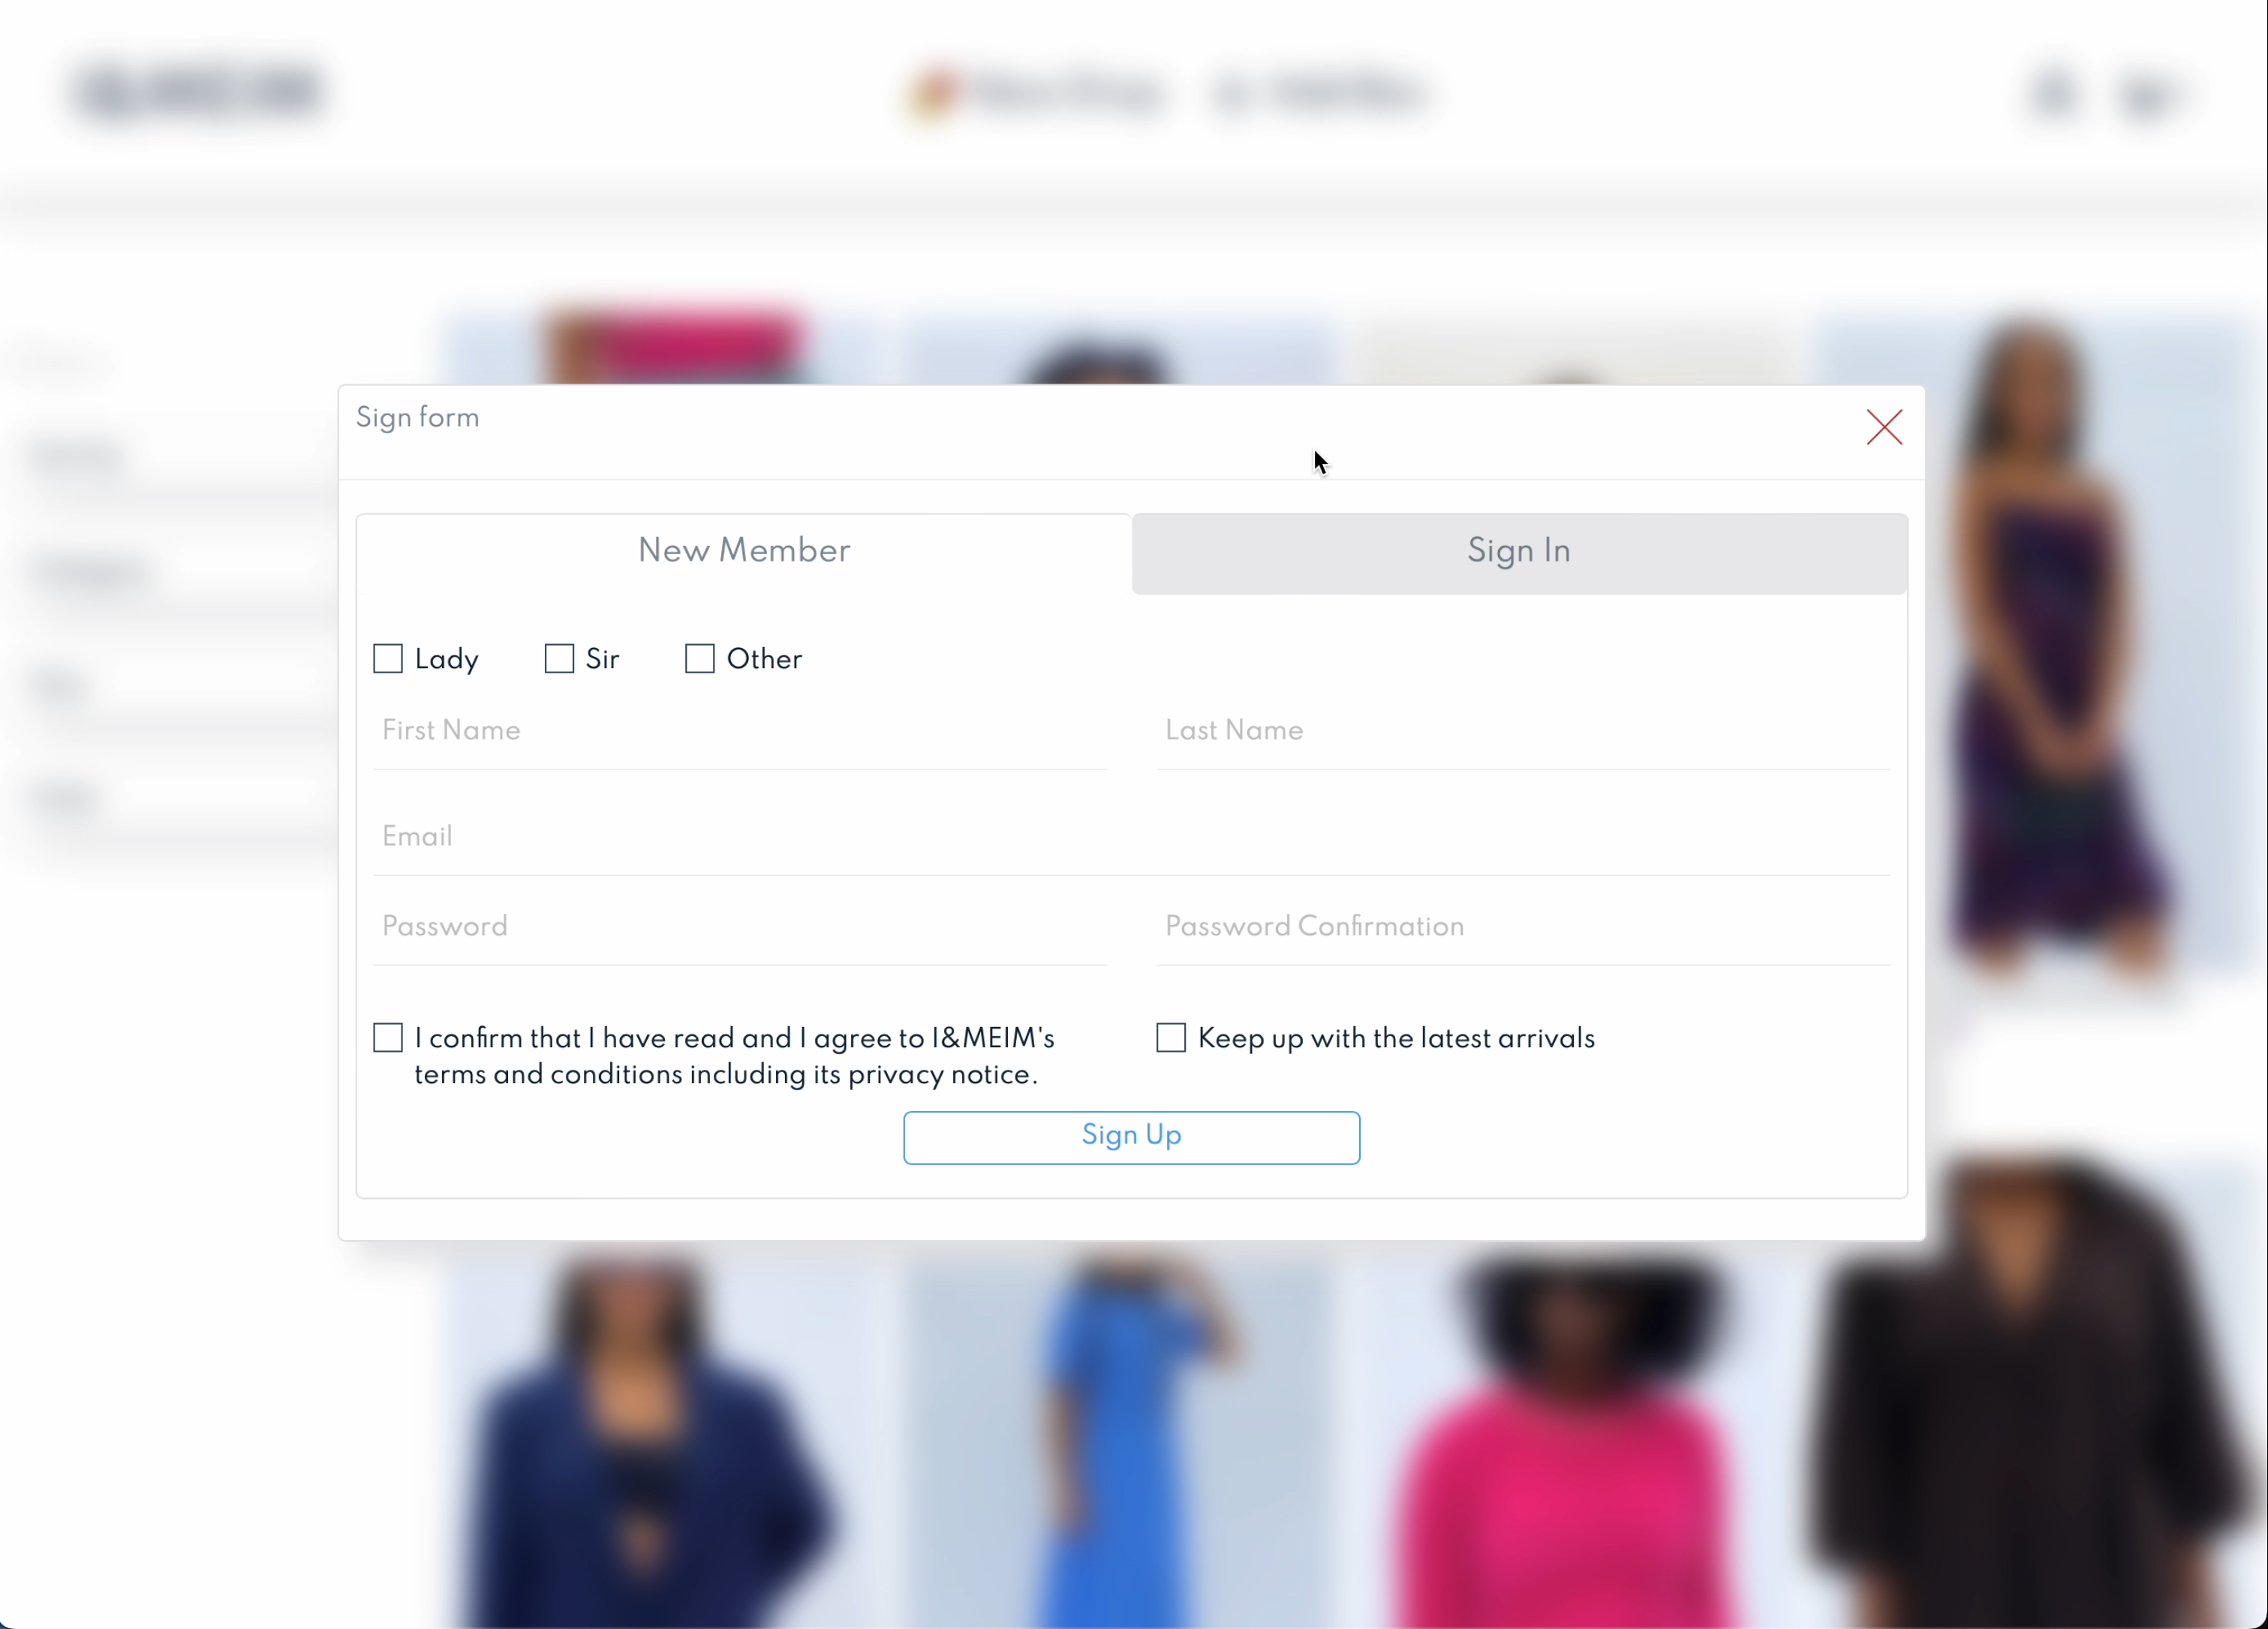 Sign form
New Member
Sign In
Lady
Sir
Other
First Name
Last Name
Email
Password
Password Confirmation
I confirm that I have read and I agree to I&MEIM's
terms and conditions including its privacy notice.
Keep up with the latest arrivals
Sign Up